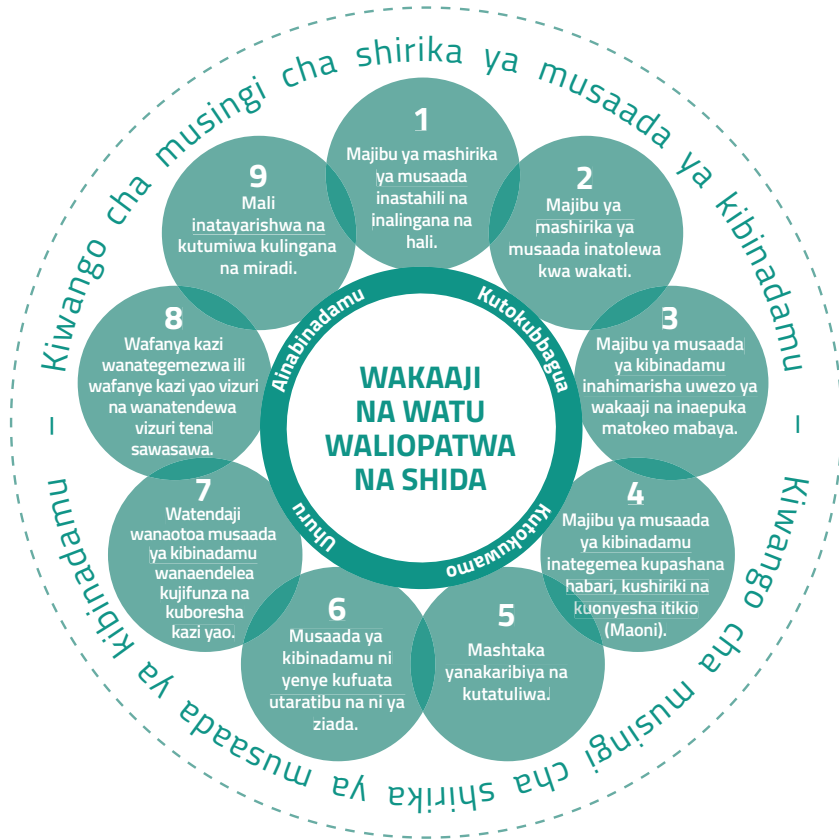 Kiwango cha musingi cha shirika ya musaada ya kibinadamu –
Kiwango cha musingi cha shirika ya musaada ya kibinadamu –
1
Majibu ya mashirika
ya musaada
inastahili na
inalingana na
hali.
2
Majibu ya
mashirika ya
musaada inatolewa
kwa wakati.
3
Majibu ya musaada
ya kibinadamu
inahimarisha uwezo ya
wakaaji na inaepuka
matokeo mabaya.
4
Majibu ya musaada
ya kibinadamu
inategemea kupashana
habari, kushiriki na
kuonyesha itikio
(Maoni).
5
Mashtaka
yanakaribiya na
kutatuliwa.
6
Musaada ya
kibinadamu ni
yenye kufuata
utaratibu na ni ya
ziada.
7
Watendaji
wanaotoa musaada
ya kibinadamu
wanaendelea
kujifunza na
kuboresha
kazi yao.
8
Wafanya kazi
wanategemezwa ili
wafanye kazi yao vizuri
na wanatendewa
vizuri tena
sawasawa.
9
Mali
inatayarishwa na
kutumiwa kulingana
na miradi.
Ainabinadamu
Kutokubbagua
Kutokuwamo
Uhuru
WAKAAJI
NA WATU
WALIOPATWA
NA SHIDA